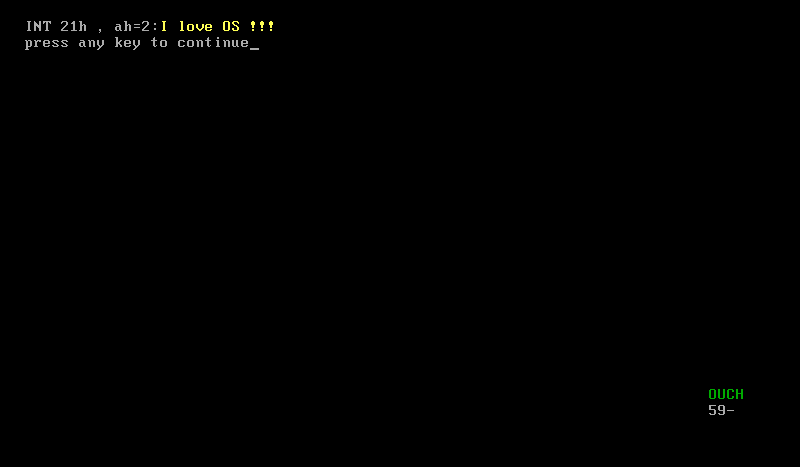 INT 21h , ah=2:I love OS !!!
press any key to continue_
OUCH
59-